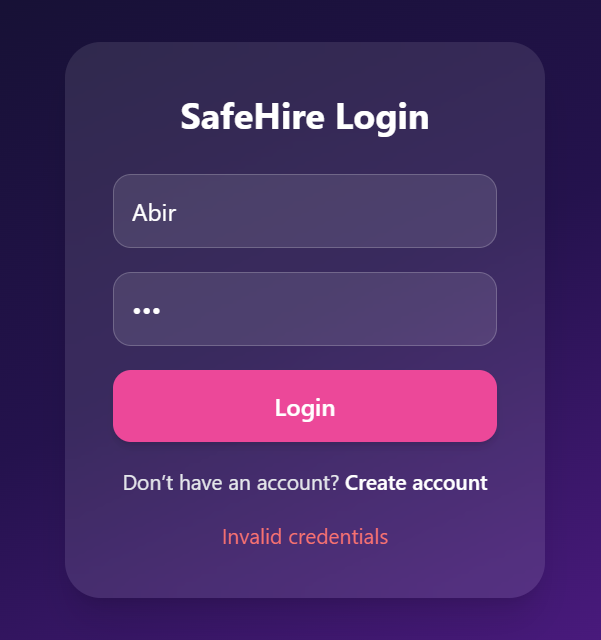 SafeHire Login
Abir
•••
Login
Don’t have an account? Create account
Invalid credentials